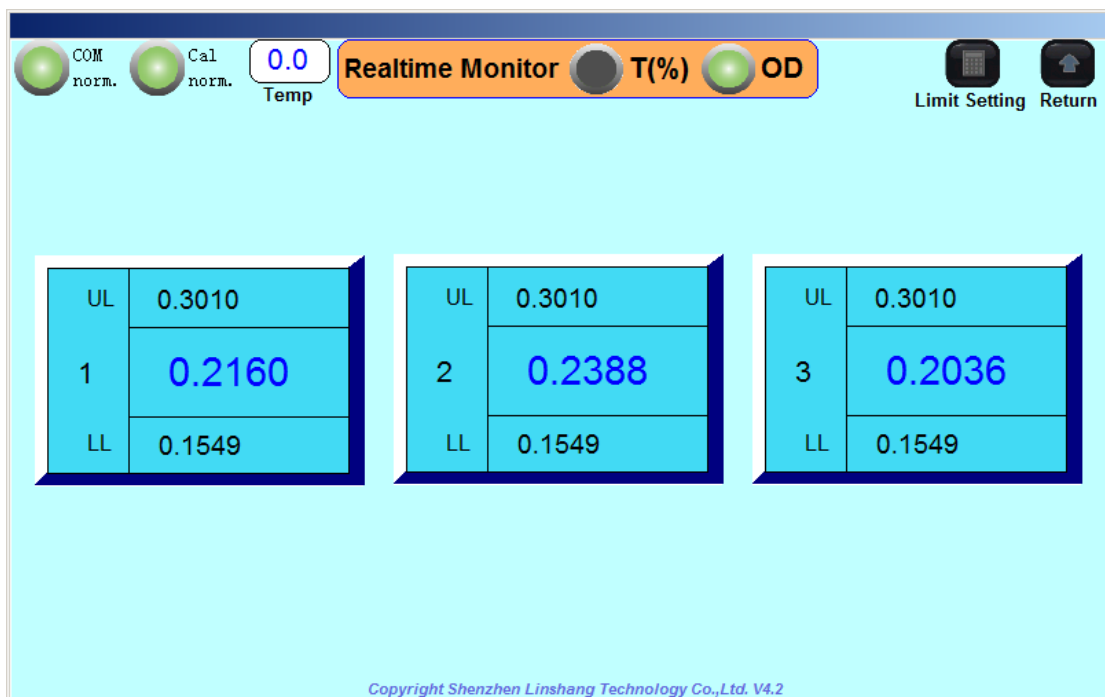 COM
norm.
Cal
norm.
0.0
Temp
Realtime Monitor T(%) OD
Limit Setting
Return
UL 0.3010
1 0.2160
LL 0.1549
UL 0.3010
2 0.2388
LL 0.1549
UL 0.3010
3 0.2036
LL 0.1549
Copyright Shenzhen Linshang Technology Co.,Ltd. V4.2